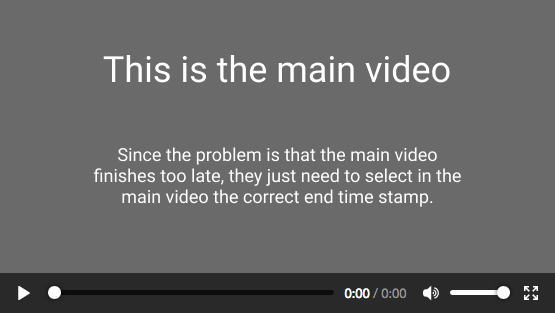 This is the main video
Since the problem is that the main video
finishes too late, they just need to select in the
main video the correct end time stamp.
0:00 / 0:00